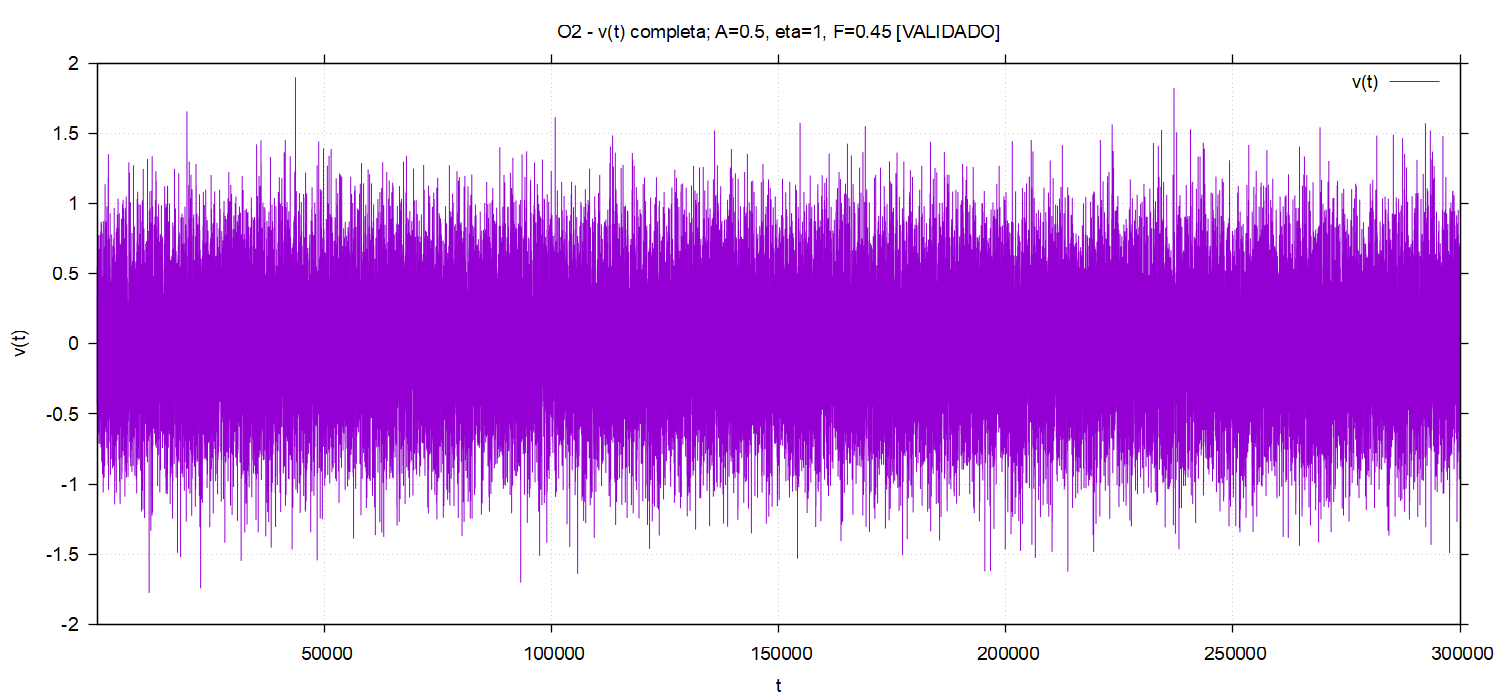 O2 - v(t) completa; A=0.5, eta=1, F=0.45 [VALIDADO]
v(t)
2
1.5
1
0.5
0
-0.5
-1
-1.5
-2
v(t)
50000 100000 150000 200000 250000 300000
t